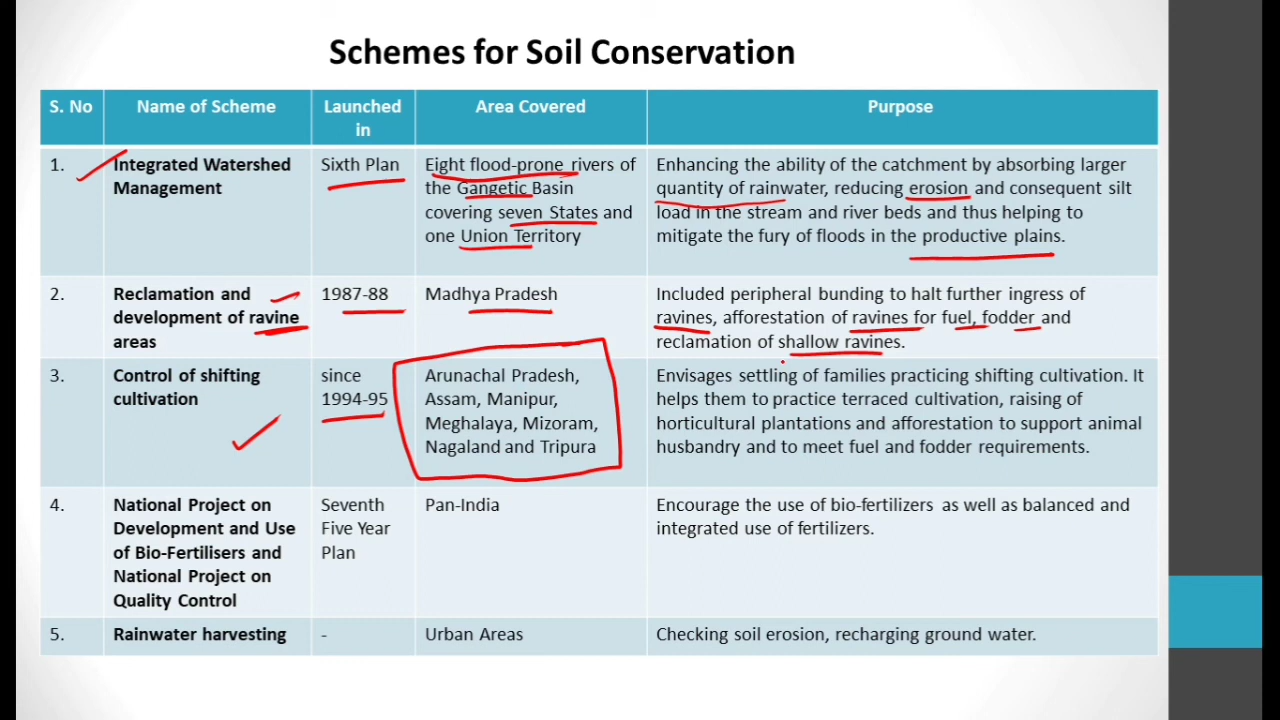 Schemes for Soil Conservation
S. No
Name of Scheme
Launched
in
Area Covered
Purpose
1.
Integrated Watershed
Management
Sixth Plan
Eight flood-prone rivers of
the Gangetic Basin
covering seven States and
one Union Territory
Enhancing the ability of the catchment by absorbing larger
quantity of rainwater, reducing erosion and consequent silt
load in the stream and river beds and thus helping to
mitigate the fury of floods in the productive plains.
2.
Reclamation and
development of ravine
areas
1987-88
Madhya Pradesh
Included peripheral bunding to halt further ingress of
ravines, afforestation of ravines for fuel, fodder and
reclamation of shallow ravines.
3.
Control of shifting
cultivation
since
1994-95
Arunachal Pradesh,
Assam, Manipur,
Meghalaya, Mizoram,
Nagaland and Tripura
Envisages settling of families practicing shifting cultivation. It
helps them to practice terraced cultivation, raising of
horticultural plantations and afforestation to support animal
husbandry and to meet fuel and fodder requirements.
4.
National Project on
Development and Use
of Bio-Fertilisers and
National Project on
Quality Control
Seventh
Five Year
Plan
Pan-India
Encourage the use of bio-fertilizers as well as balanced and
integrated use of fertilizers.
5.
Rainwater harvesting
-
Urban Areas
Checking soil erosion, recharging ground water.